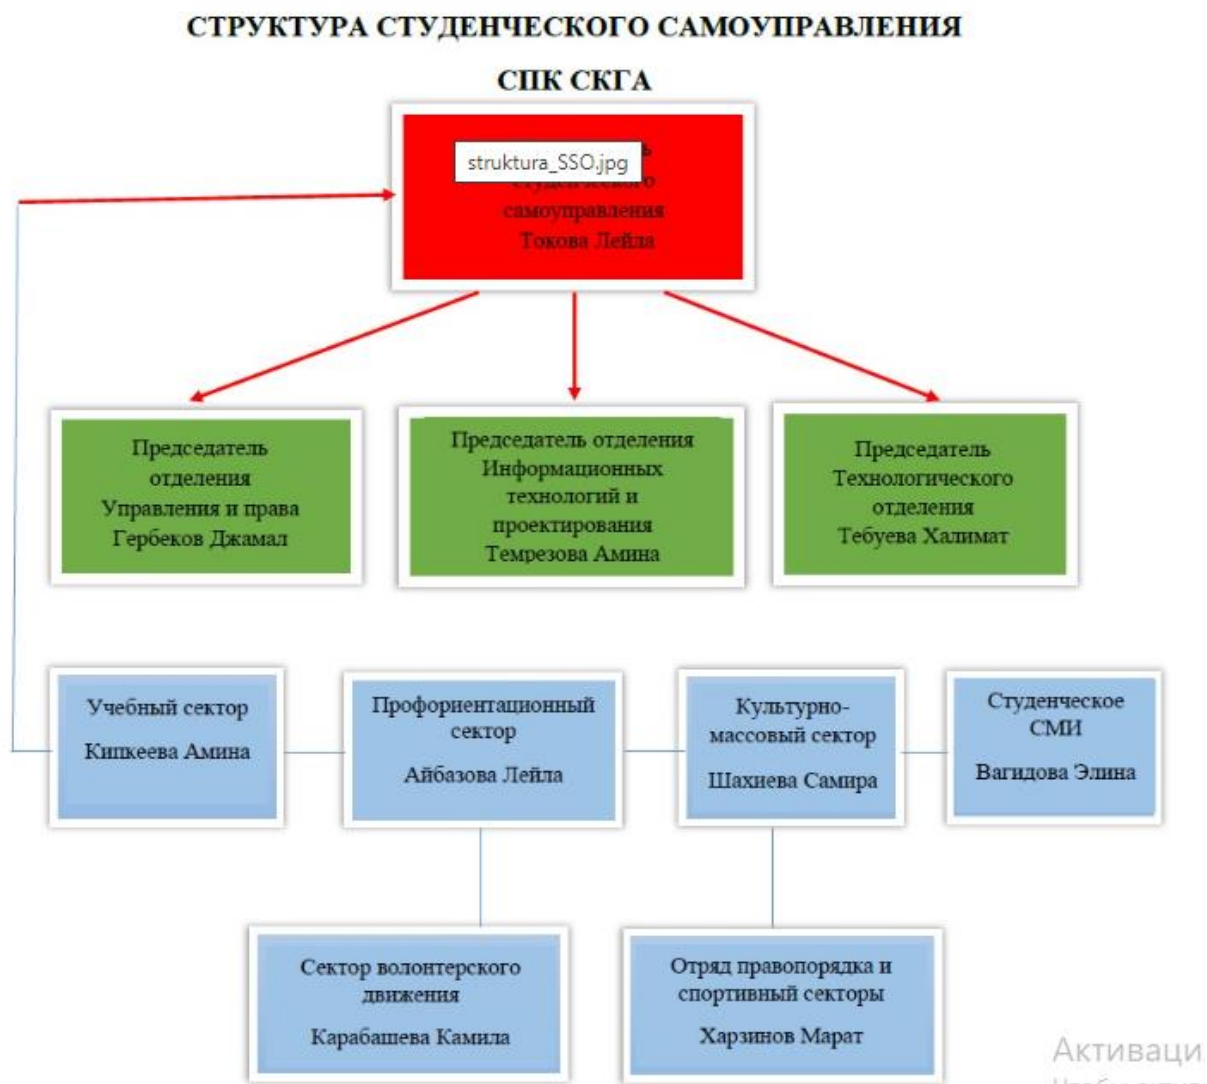 СТРУКТУРА СТУДЕНЧЕСКОГО САМОУПРАВЛЕНИЯ
СПК СКГА
struktura_SSO.jpg
студенческого
самоуправления
Токова Лейла
Председатель
отделения
Управления и права
Гербеков Джамал
Председатель отделения
Информационных
технологий и
проектирования
Темрезова Амина
Председатель
Технологического
отделения
Тебуева Халимат
Учебный сектор
Кипкеева Амина
Профориентационный
сектор
Айбазова Лейла
Культурно-
массовый сектор
Шахиева Самира
Студенческое
СМИ
Вагидова Элина
Сектор волонтерского
движения
Карабашева Камила
Отряд правопорядка и
спортивный секторы
Харзинов Марат
Активаци